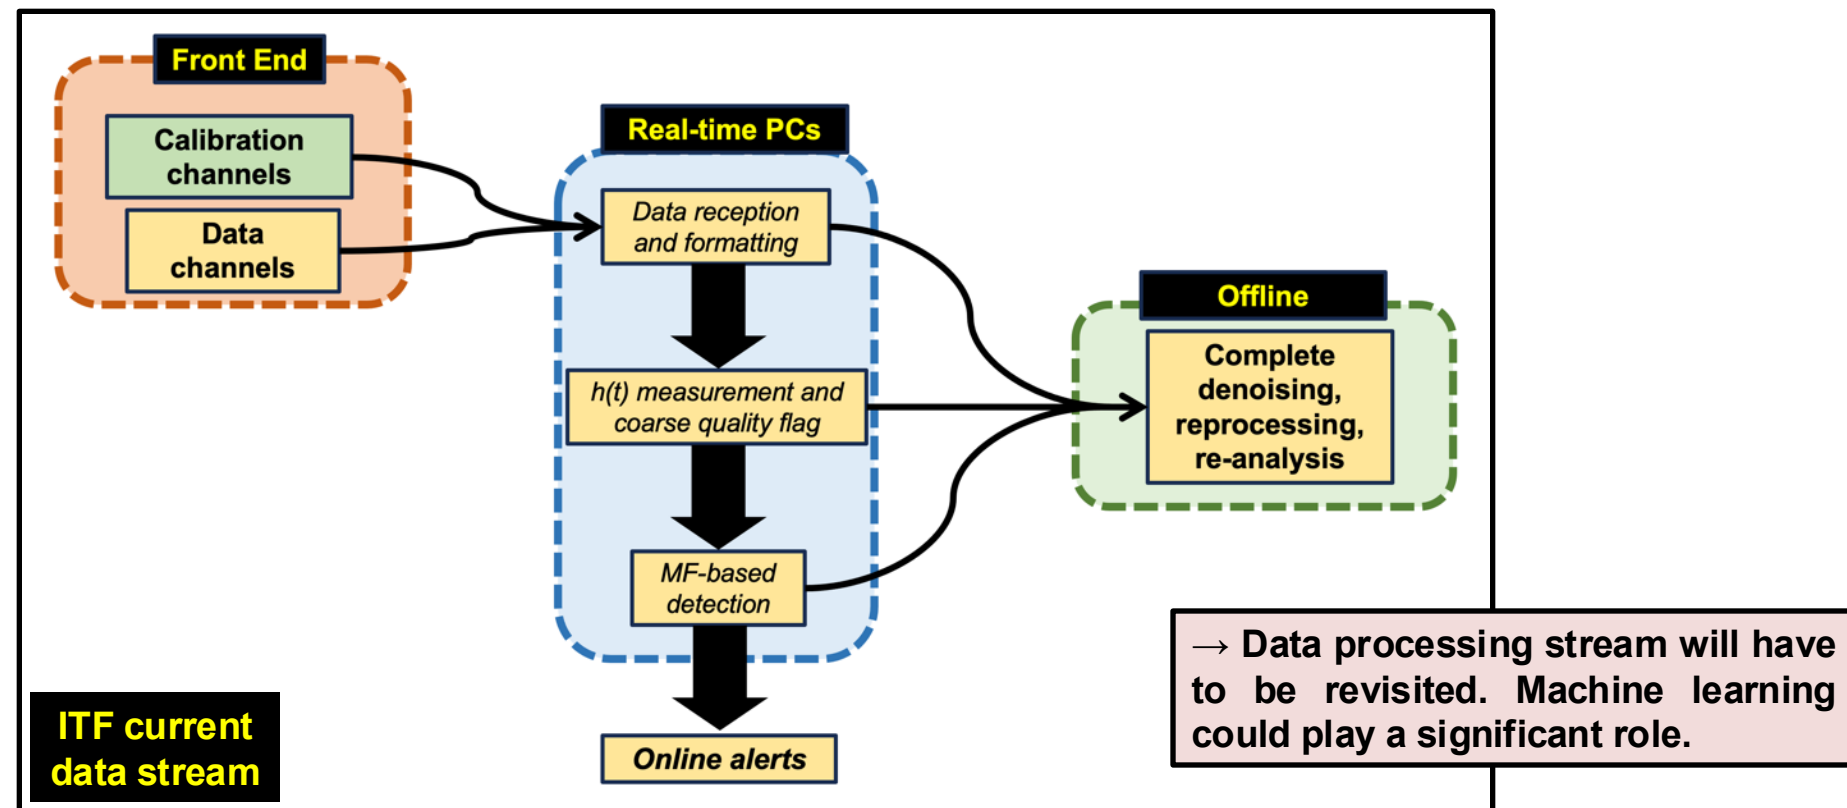 Front End
Calibration
channels
Data
channels
Real-time PCs
Data reception
and formatting
h(t) measurement and
coarse quality flag
MF-based
detection
Online alerts
Offline
Complete
denoising,
reprocessing,
re-analysis
→ Data processing stream will have
to be revisited. Machine learning
could play a significant role.
ITF current
data stream